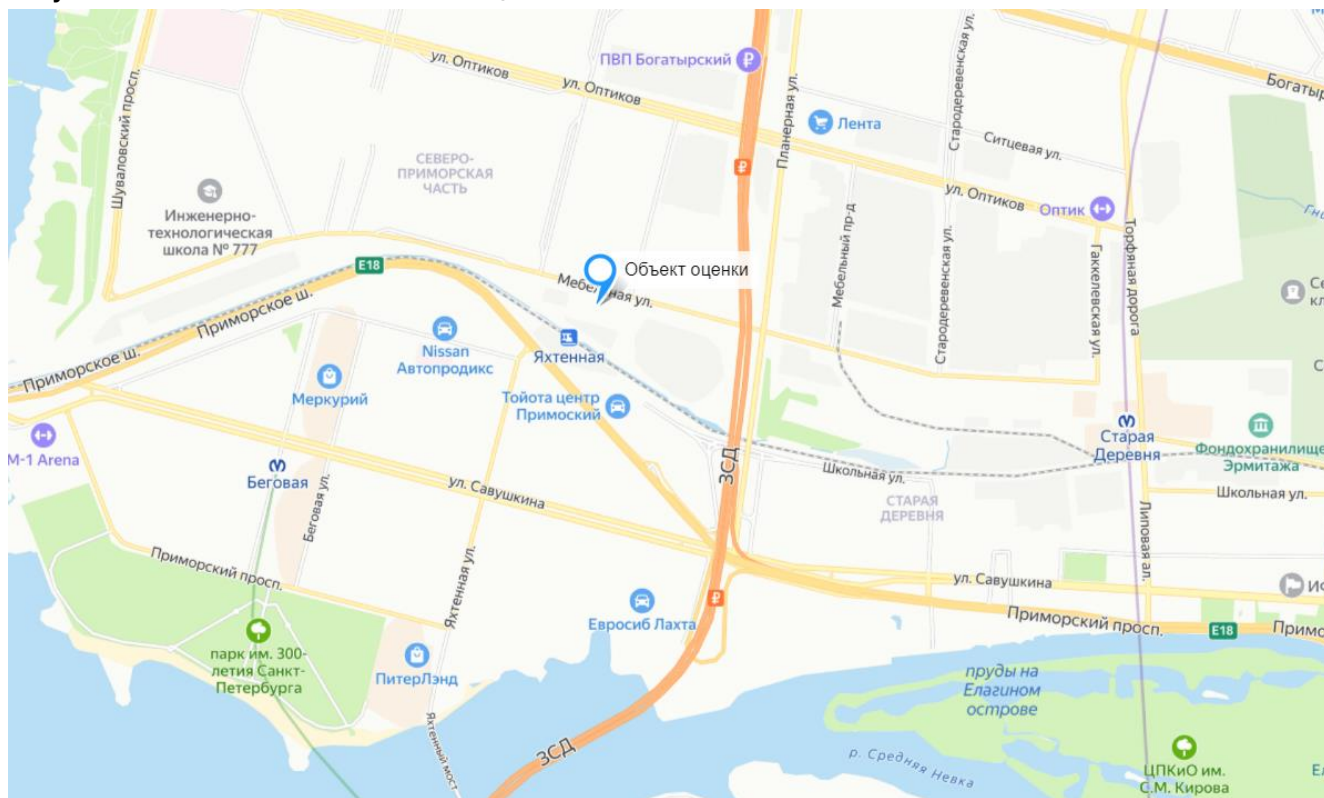 ул. Оптиков
ПВП Богатырский
ул. Оптиков
Шуваловский просп.
Планерная ул.
Стародеревенская ул.
Богатыр
Лента
Ситцевая ул.
СЕВЕРО-
ПРИМОРСКАЯ
ЧАСТЬ
Инженерно-
технологическая
школа № 777
ул. Оптиков
Оптик
Мебельный пр-д
Стародеревенская ул.
Гаккелевская ул.
Торфяная дорога
Объект оценки
Мебельная ул.
E18
Приморское ш.
Приморское ш.
Nissan
Автопродикс
Яхтенная
Меркурий
Тойота центр
Примоский
М-1 Arena
Беговая
Беговая ул.
ул. Савушкина
ЗСД
Школьная ул.
СТАРАЯ
ДЕРЕВНЯ
Старая
Деревня
Фондохранилище
Эрмитажа
Школьная ул.
Липовая ал.
Приморский просп.
Яхтенная ул.
ул. Савушкина
Приморский просп.
E18
Примо
Евросиб Лахта
парк им. 300-
летия Санкт-
Петербурга
ПитерЛэнд
Яхтенный мост
ЗСД
пруды на
Елагином
острове
р. Средняя Невка
ЦПКиО им.
С.М. Кирова